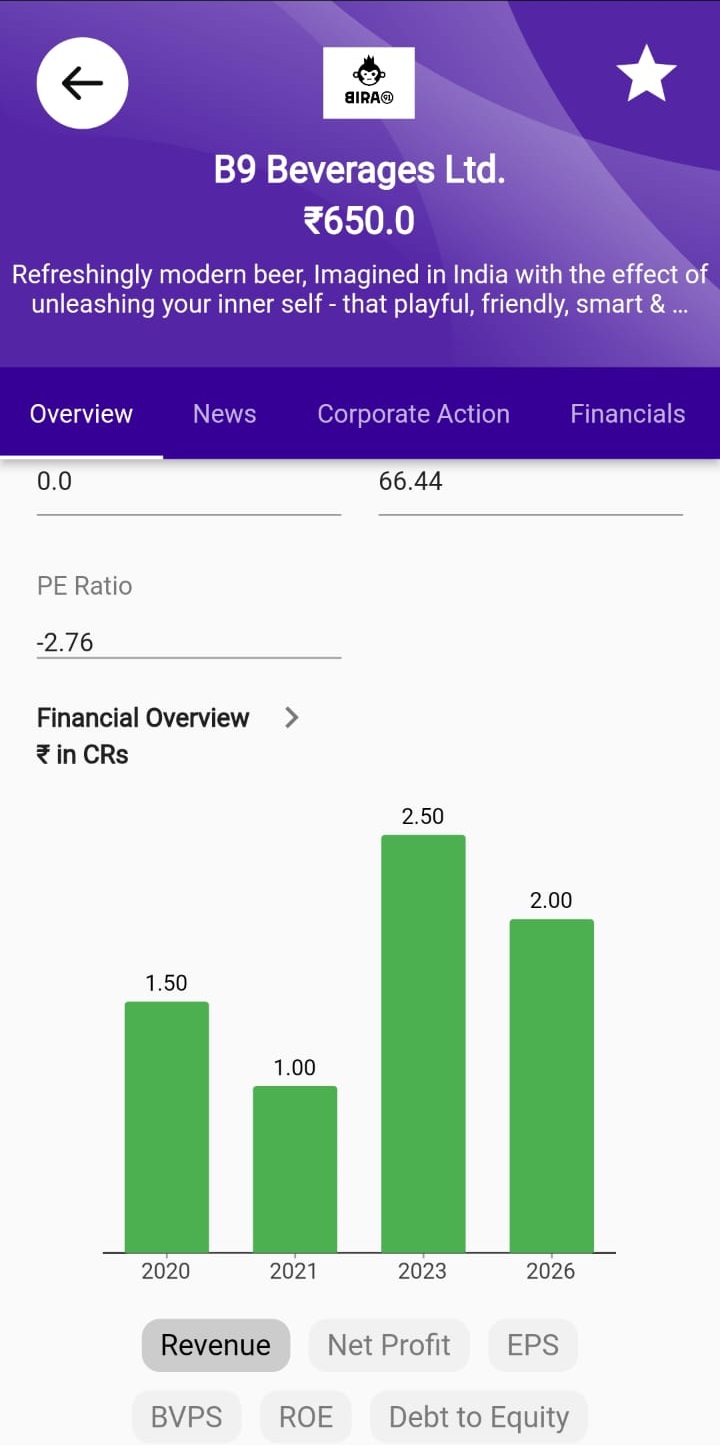 BIRA91
B9 Beverages Ltd.
₹650.0
Refreshingly modern beer, Imagined in India with the effect of
unleashing your inner self - that playful, friendly, smart & ...
Overview News Corporate Action Financials
0.0 66.44
PE Ratio
-2.76
Financial Overview
₹ in CRs
2.50
2.00
1.50
1.00
2020 2021 2023 2026
Revenue Net Profit EPS
BVPS ROE Debt to Equity